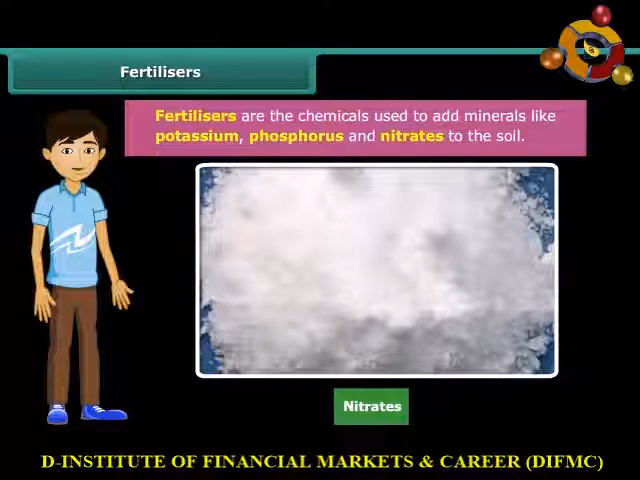 Fertilisers
Fertilisers are the chemicals used to add minerals like
potassium, phosphorus and nitrates to the soil.
Nitrates
D-INSTITUTE OF FINANCIAL MARKETS & CAREER (DIFMC)